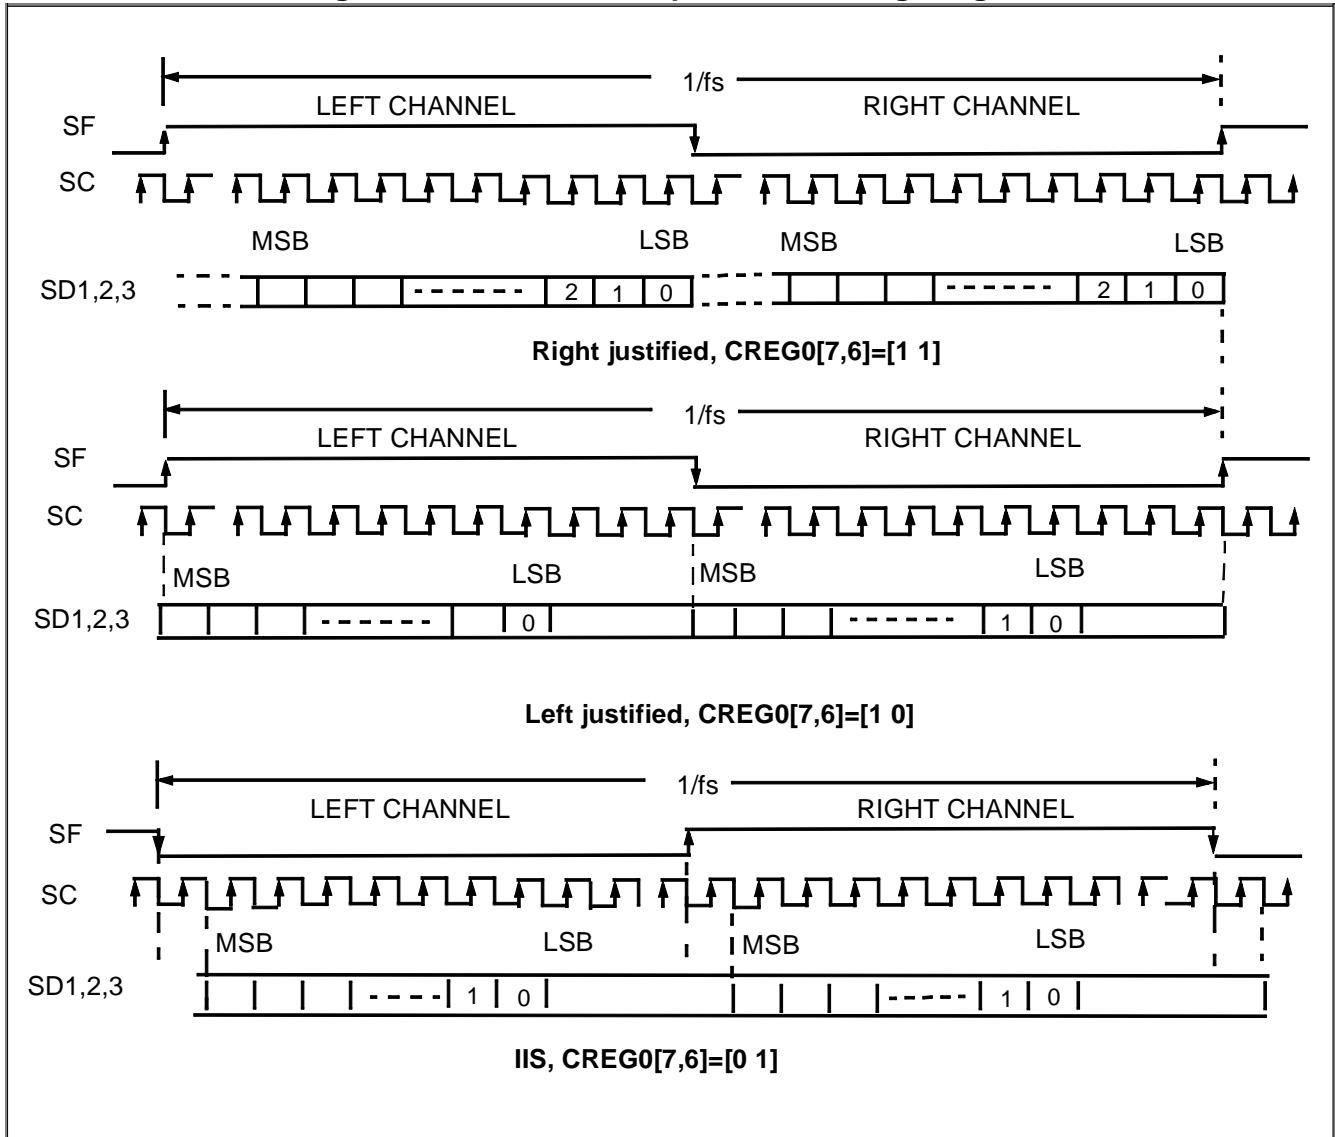 1/fs
LEFT CHANNEL RIGHT CHANNEL
SF
SC
MSB LSB MSB LSB
SD1,2,3 2 1 0 2 1 0
Right justified, CREG0[7,6]=[1 1]
1/fs
LEFT CHANNEL RIGHT CHANNEL
SF
SC
MSB LSB MSB LSB
SD1,2,3 0 1 0
Left justified, CREG0[7,6]=[1 0]
1/fs
LEFT CHANNEL RIGHT CHANNEL
SF
SC
MSB LSB MSB LSB
SD1,2,3 1 0 1 0
IIS, CREG0[7,6]=[0 1]